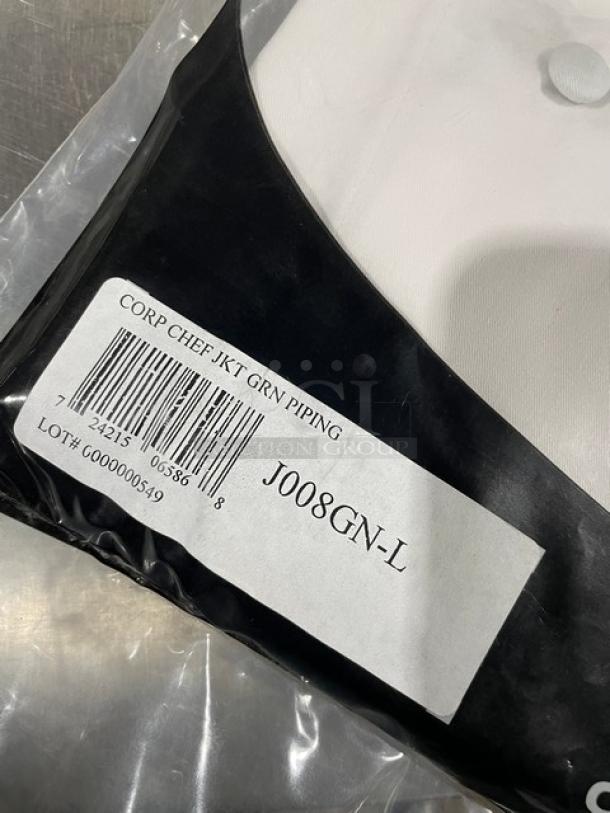 CORP CHEF JKT GRN PIPING
7 24215 06586 8
LOT# 6000000549
J008GN-L